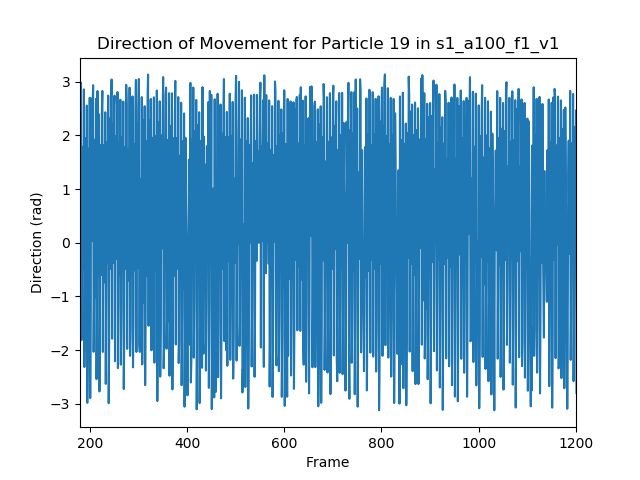 Direction of Movement for Particle 19 in s1_a100_f1_v1
3
2
1
0
−1
−2
−3
Direction (rad)
200 400 600 800 1000 1200
Frame